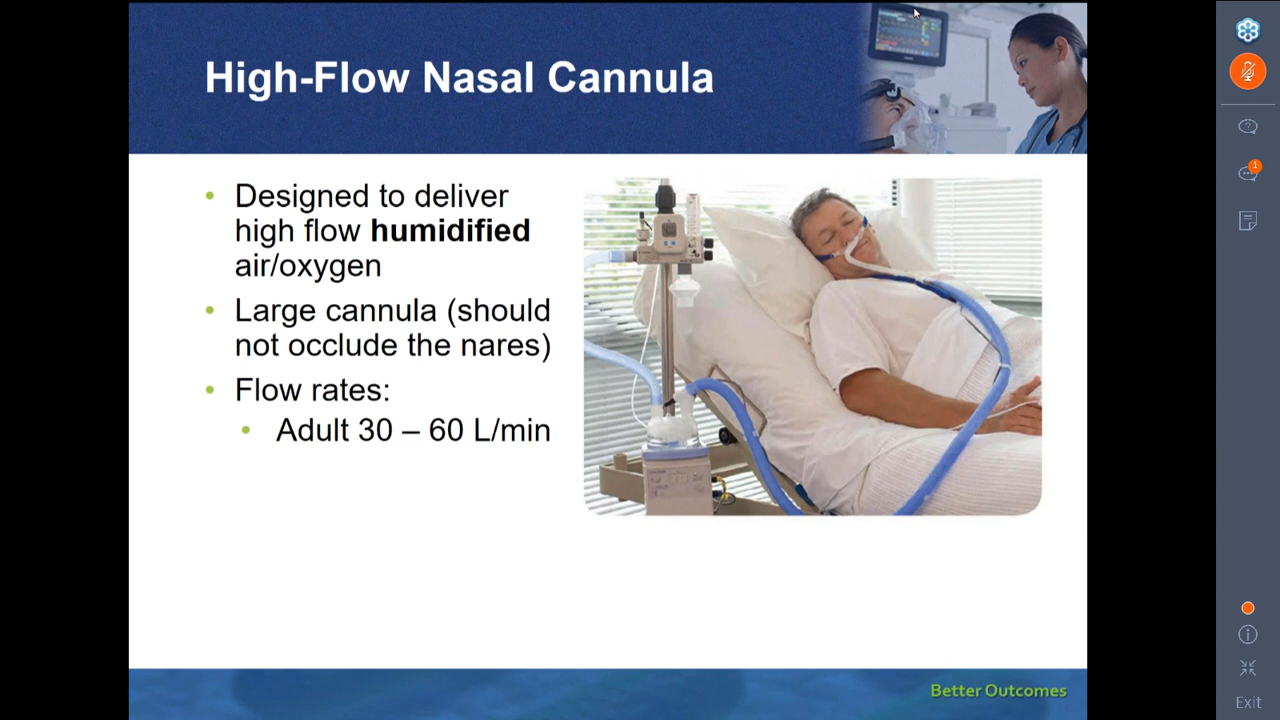 High-Flow Nasal Cannula
Designed to deliver
high flow humidified
air/oxygen
Large cannula (should
not occlude the nares)
Flow rates:
Adult 30 – 60 L/min
Better Outcomes
1
Exit